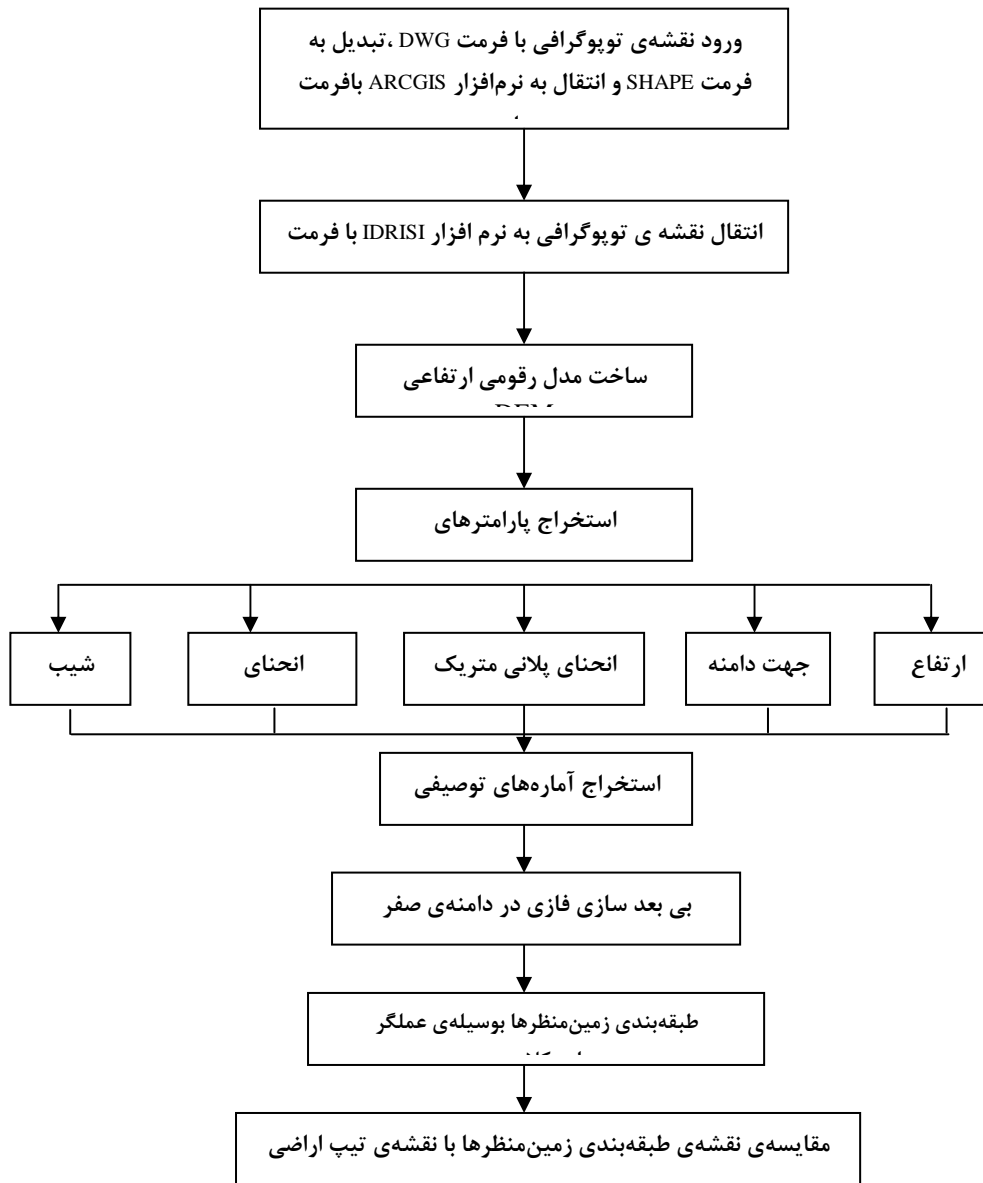 ورود نقشه‌ی توپوگرافی با فرمت DWG ،تبدیل به
فرمت SHAPE و انتقال به نرم‌افزار ARCGIS بافرمت
انتقال نقشه ی توپوگرافی به نرم افزار IDRISI با فرمت
ساخت مدل رقومی ارتفاعی
استخراج پارامترهای
ارتفاع
جهت دامنه
انحنای پلانی متریک
انحنای
شیب
استخراج آماره‌های توصیفی
بی بعد سازی فازی در دامنه‌ی صفر
طبقه‌بندی زمین‌منظرها بوسیله‌ی عملگر
مقایسه‌ی نقشه‌ی طبقه‌بندی زمین‌منظرها با نقشه‌ی تیپ اراضی